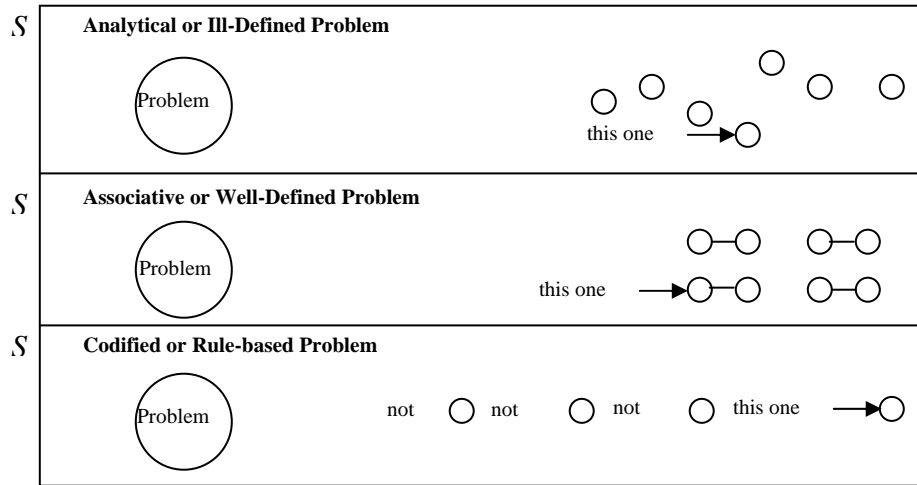 S Analytical or Ill-Defined Problem
Problem
this one
S Associative or Well-Defined Problem
Problem
this one
S Codified or Rule-based Problem
Problem not not not this one